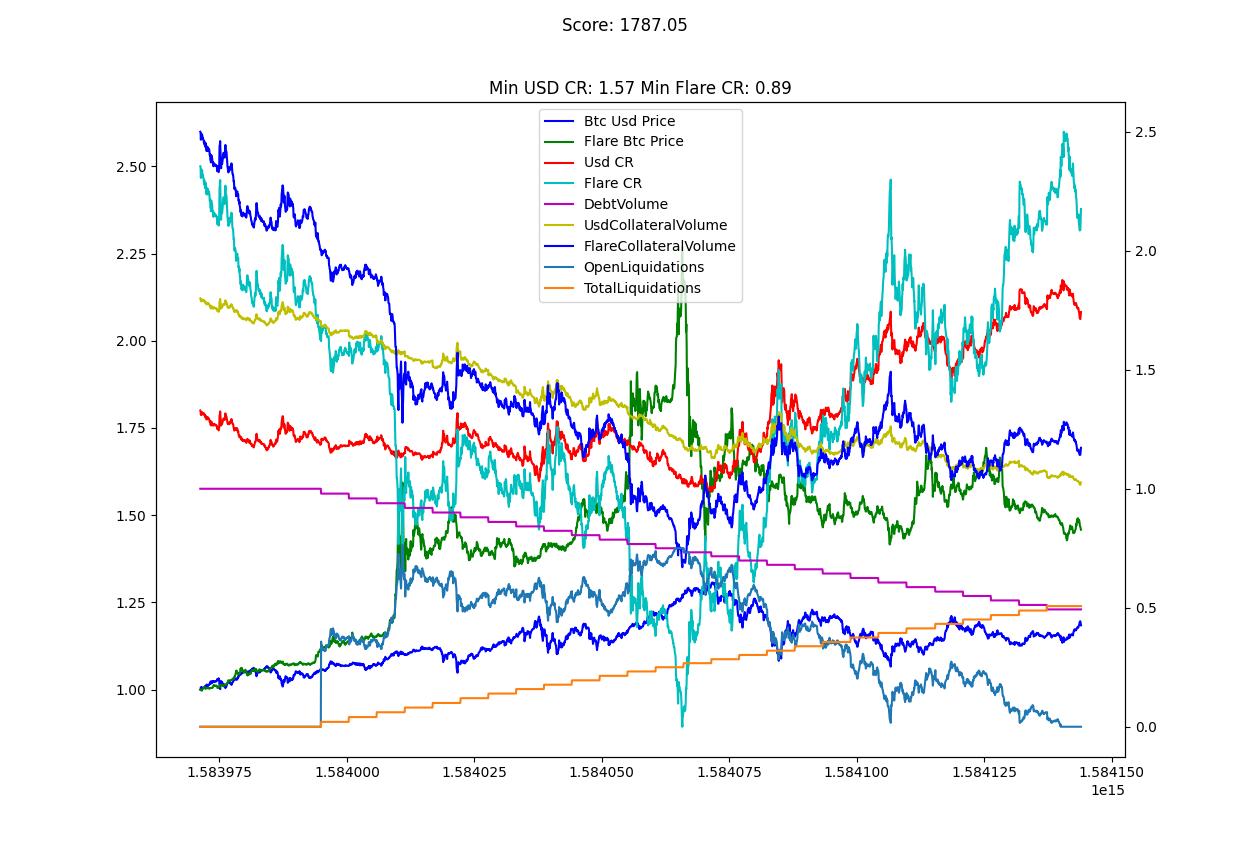 Score: 1787.05
Min USD CR: 1.57 Min Flare CR: 0.89
Btc Usd Price
Flare Btc Price
Usd CR
Flare CR
DebtVolume
UsdCollateralVolume
FlareCollateralVolume
OpenLiquidations
TotalLiquidations
2.50
2.25
2.00
1.75
1.50
1.25
1.00
2.5
2.0
1.5
1.0
0.5
0.0
1.583975 1.584000 1.584025 1.584050 1.584075 1.584100 1.584125 1.584150
1e15